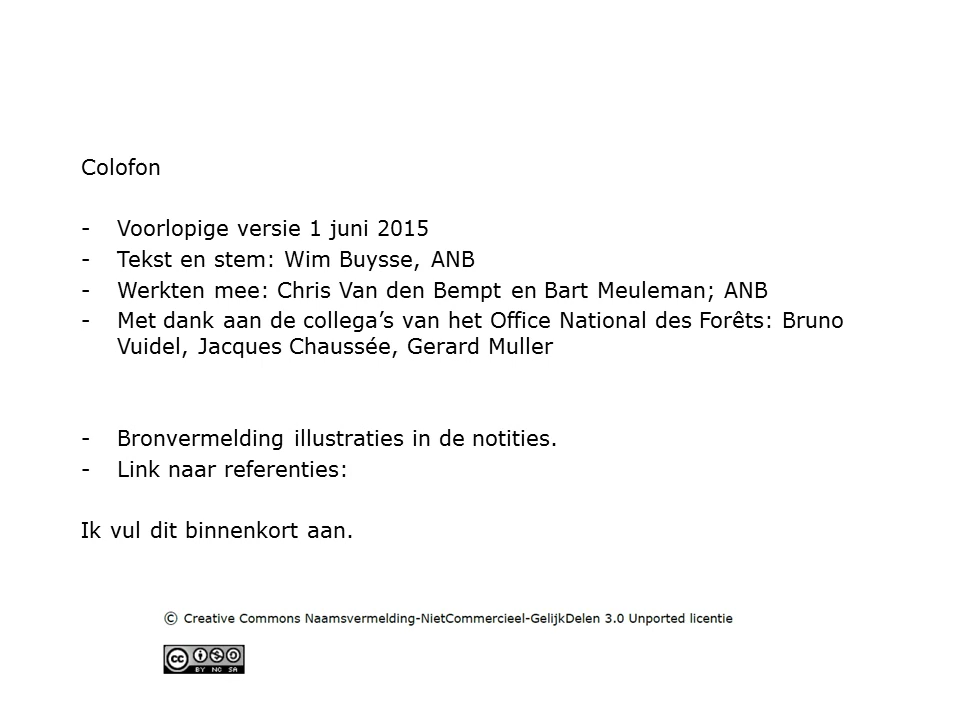 Colofon
- Voorlopige versie 1 juni 2015
- Tekst en stem: Wim Buysse, ANB
- Werkten mee: Chris Van den Bempt en Bart Meuleman; ANB
- Met dank aan de collega’s van het Office National des Forêts: Bruno
Vuidel, Jacques Chaussée, Gerard Muller
- Bronvermelding illustraties in de notities.
- Link naar referenties:
Ik vul dit binnenkort aan.
© Creative Commons Naamsvermelding-NietCommercieel-GelijkDelen 3.0 Unported licentie
cc BY NC SA